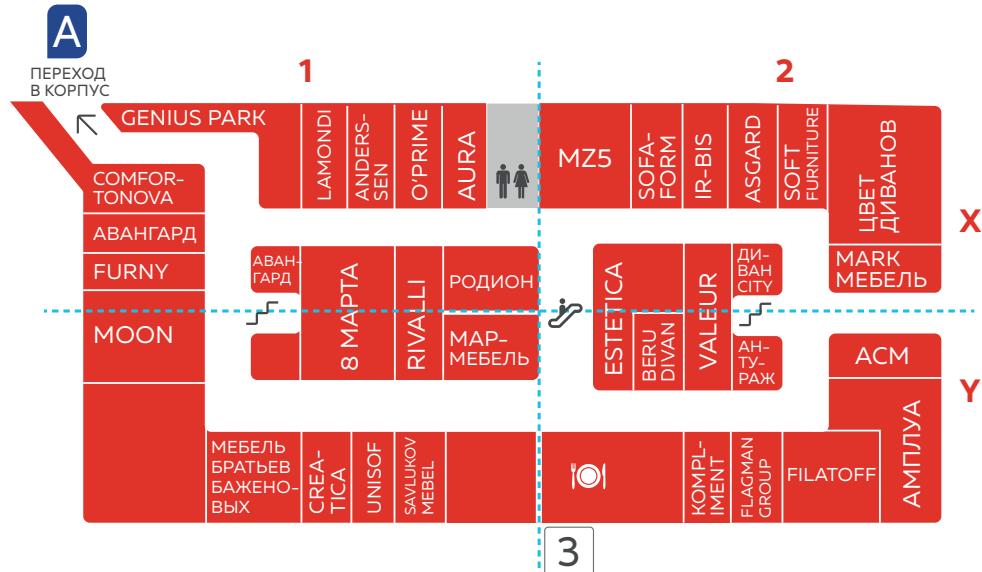 A
ПЕРЕХОД
В КОРПУС
1
2
GENIUS PARK
LAMONDI
ANDERS-
SEN
O'PRIME
AURA
MZ5
SOFA-
FORM
IR-BIS
ASGARD
SOFT
FURNITURE
ЦВЕТ
ДИВАНОВ
X
COMFOR-
TONOVA
АВАНГАРД
FURNY
MOON
АВАН-
ГАРД
8 МАРТА
RIVALLI
РОДИОН
МАР-
МЕБЕЛЬ
ESTETICA
BERU
DIVAN
VALEUR
ДИ-
ВАН
CITY
АН-
ТУ-
РАЖ
MARK
МЕБЕЛЬ
АСМ
Y
МЕБЕЛЬ
БРАТЬЕВ
БАЖЕНО-
ВЫХ
CREA-
TICA
UNISOF
SAVLUKOV
MEBEL
КОМПЛ-
ИМЕНТ
FLAGMAN
GROUP
FILATOFF
АМПЛУА
3